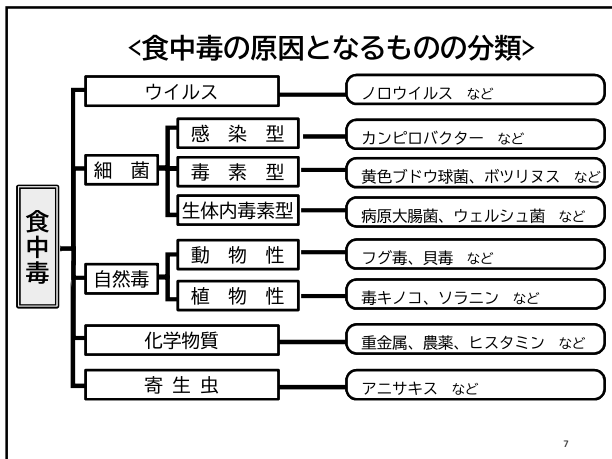 <食中毒の原因となるものの分類>
ウイルス
ノロウイルス など
感 染 型
カンピロバクター など
細 菌
毒 素 型
黄色ブドウ球菌、ボツリヌス など
生体内毒素型
病原大腸菌、ウェルシュ菌 など
食中毒
動 物 性
フグ毒、貝毒 など
自然毒
植 物 性
毒キノコ、ソラニン など
化学物質
重金属、農薬、ヒスタミン など
寄 生 虫
アニサキス など
7